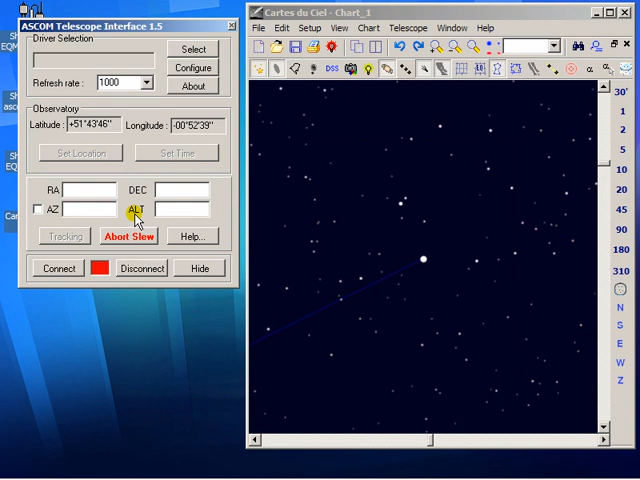 ASCOM Telescope Interface 1.5
Driver Selection
Select
Configure
Refresh rate : 1000
About
Observatory
Latitude : +51°43'46" Longitude : -00°52'39"
Set Location Set Time
RA DEC
AZ ALT
Tracking Abort Slew Help...
Connect Disconnect Hide
Cartes du Ciel - Chart_1
File Edit Setup View Chart Telescope Window Help
DSS
30'
1
2
5
10
20
45
90
180
310
N
S
E
W
Z